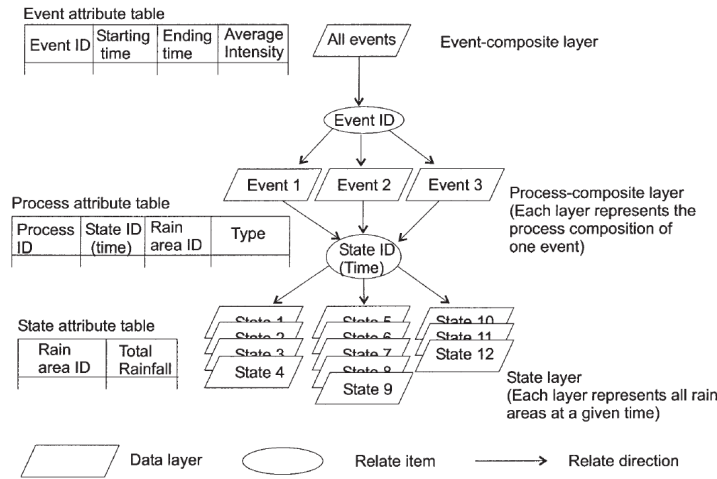 Event attribute table
Event ID
Starting
time
Ending
time
Average
Intensity
All events
Event-composite layer
Event ID
Event 1
Event 2
Event 3
Process attribute table
Process
ID
State ID
(time)
Rain
area ID
Type
Process-composite layer
(Each layer represents the
process composition of
one event)
State ID
(Time)
State attribute table
Rain
area ID
Total
Rainfall
State 1
State 2
State 3
State 4
State 5
State 6
State 7
State 8
State 9
State 10
State 11
State 12
State layer
(Each layer represents all rain
areas at a given time)
Data layer
Relate item
Relate direction